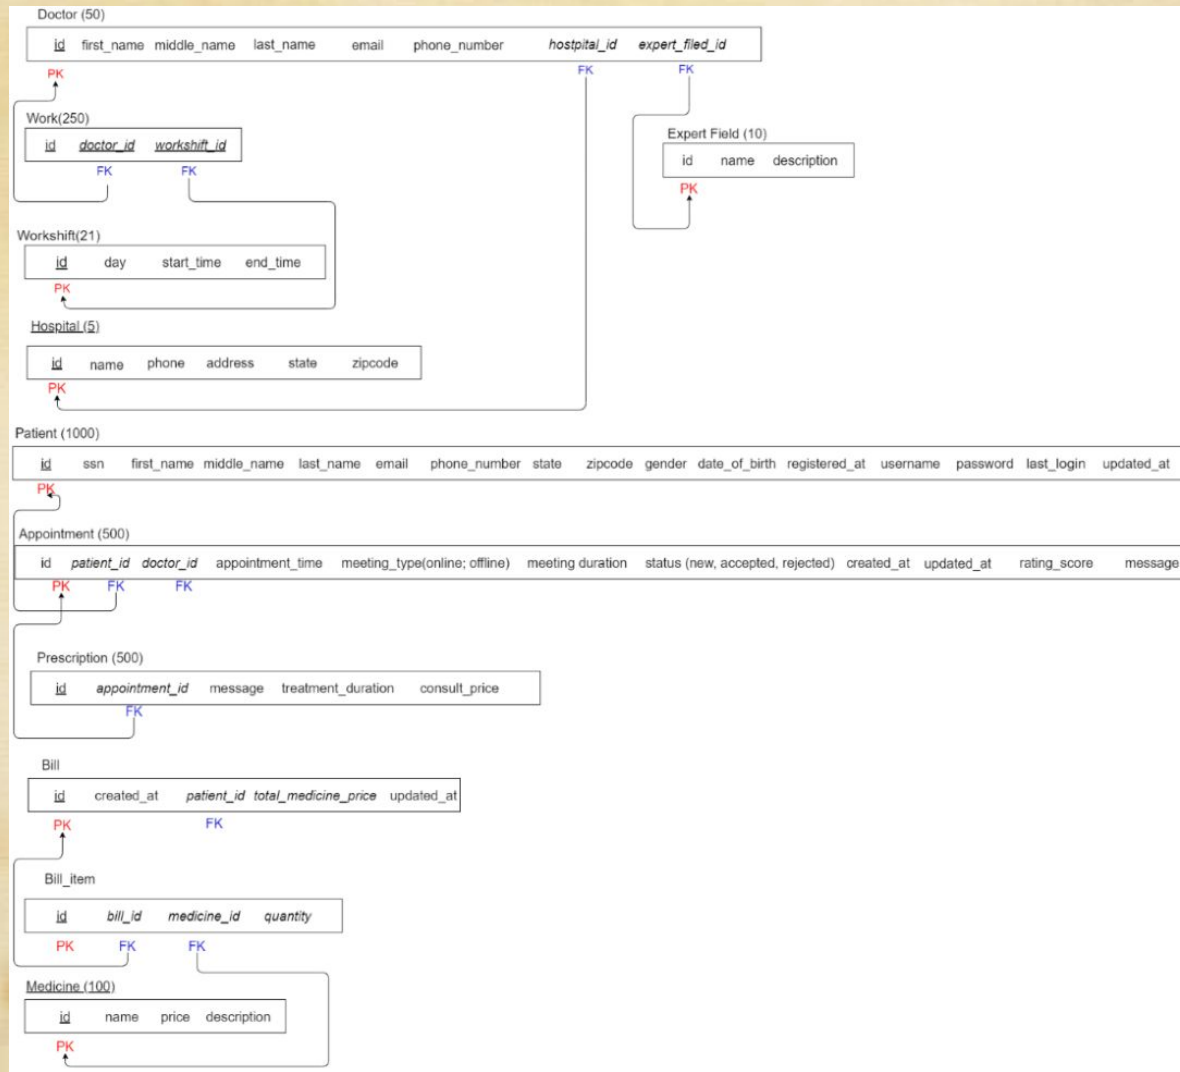 Doctor (50)
id first_name middle_name last_name email phone_number hostpital_id expert_filed_id
PK FK FK
Work(250)
id doctor_id workshift_id
FK FK
Expert Field (10)
id name description
PK
Workshift(21)
id day start_time end_time
PK
Hospital (5)
id name phone address state zipcode
PK
Patient (1000)
id ssn first_name middle_name last_name email phone_number state zipcode gender date_of_birth registered_at username password last_login updated_at
PK
Appointment (500)
id patient_id doctor_id appointment_time meeting_type(online; offline) meeting duration status (new, accepted, rejected) created_at updated_at rating_score message
PK FK FK
Prescription (500)
id appointment_id message treatment_duration consult_price
FK
Bill
id created_at patient_id total_medicine_price updated_at
PK FK
Bill_item
id bill_id medicine_id quantity
PK FK FK
Medicine (100)
id name price description
PK